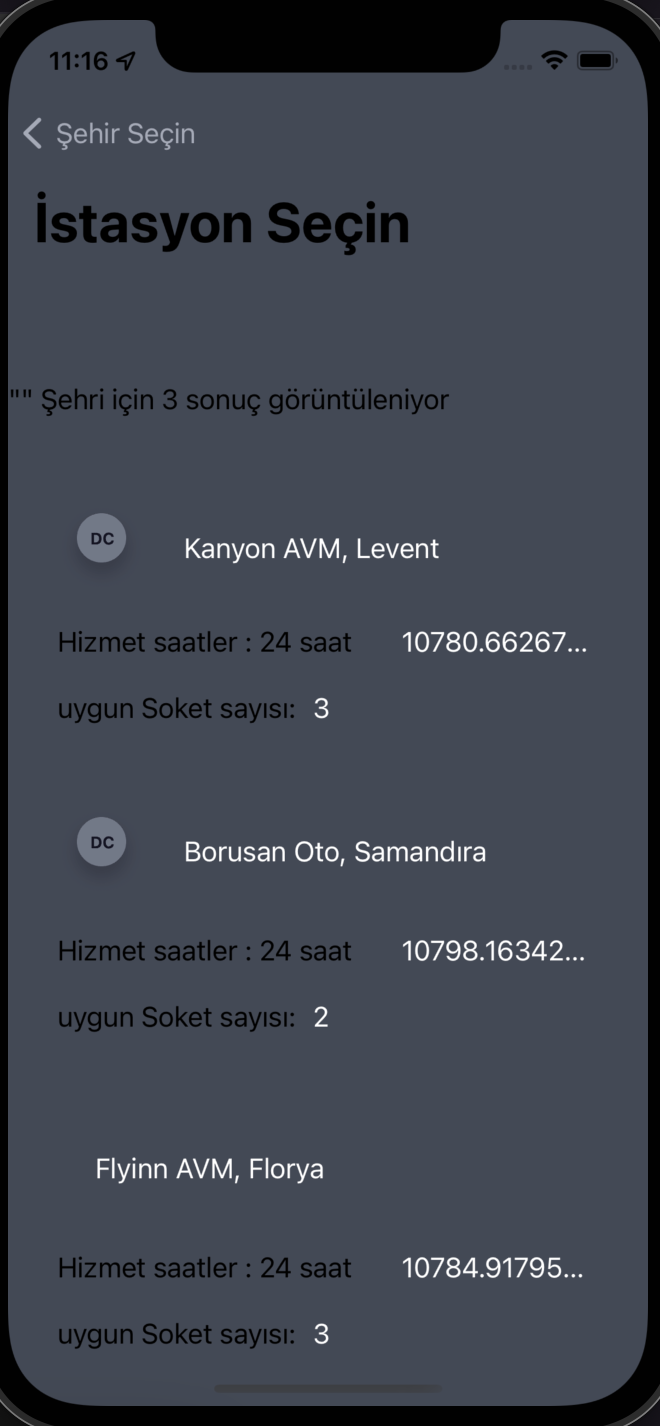 11:16
Şehir Seçin
İstasyon Seçin
"" Şehri için 3 sonuç görüntüleniyor
DC Kanyon AVM, Levent
Hizmet saatler : 24 saat 10780.66267...
uygun Soket sayısı: 3
DC Borusan Oto, Samandıra
Hizmet saatler : 24 saat 10798.16342...
uygun Soket sayısı: 2
Flyinn AVM, Florya
Hizmet saatler : 24 saat 10784.91795...
uygun Soket sayısı: 3